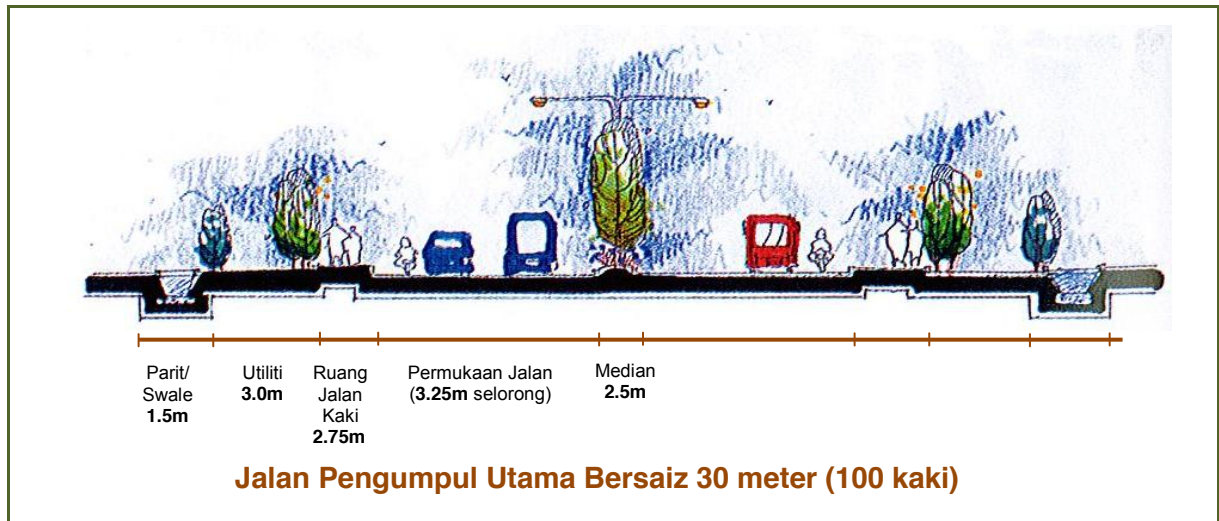 Parit/
Swale
1.5m
Utiliti
3.0m
Ruang
Jalan
Kaki
2.75m
Permukaan Jalan
(3.25m selorong)
Median
2.5m
Jalan Pengumpul Utama Bersaiz 30 meter (100 kaki)